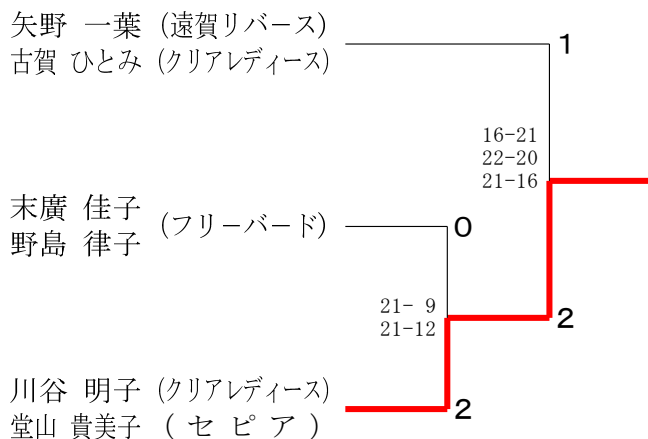 矢野 一葉 (遠賀リバース)
古賀 ひとみ (クリアレディース)
1
16-21
22-20
21-16
末廣 佳子
野島 律子
(フリーバード)
0
21- 9
21-12
2
川谷 明子 (クリアレディース)
堂山 貴美子 ( セ ピ ア )
2